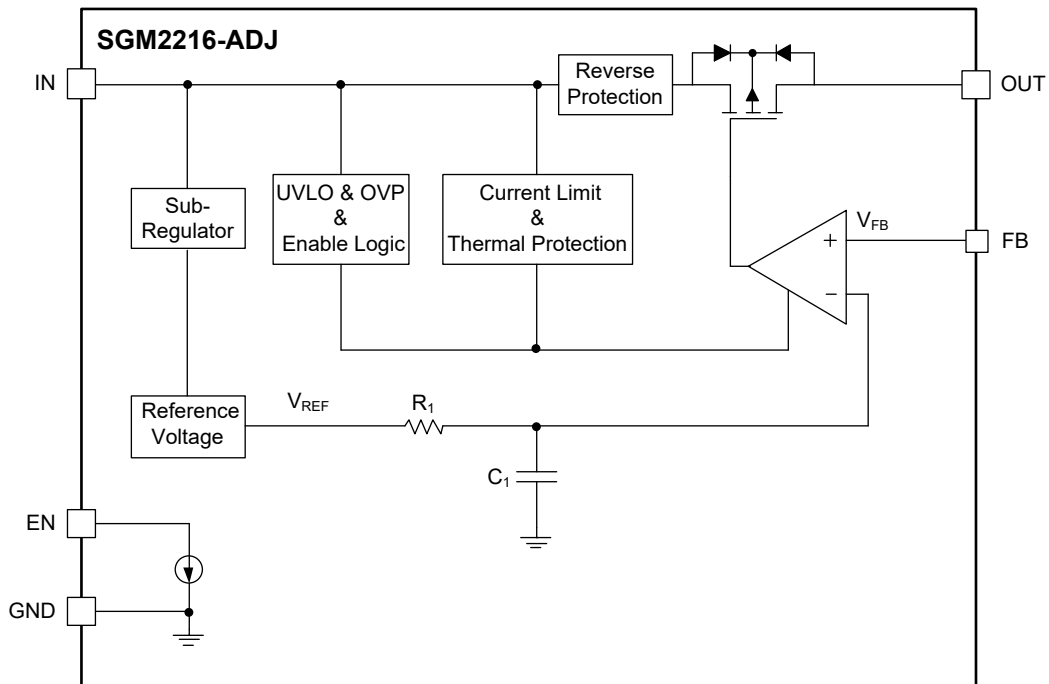 SGM2216-ADJ
IN
Reverse
Protection
OUT
Sub-
Regulator
UVLO & OVP
&
Enable Logic
Current Limit
&
Thermal Protection
VFB
+
−
FB
Reference
Voltage
VREF
R1
C1
EN
GND